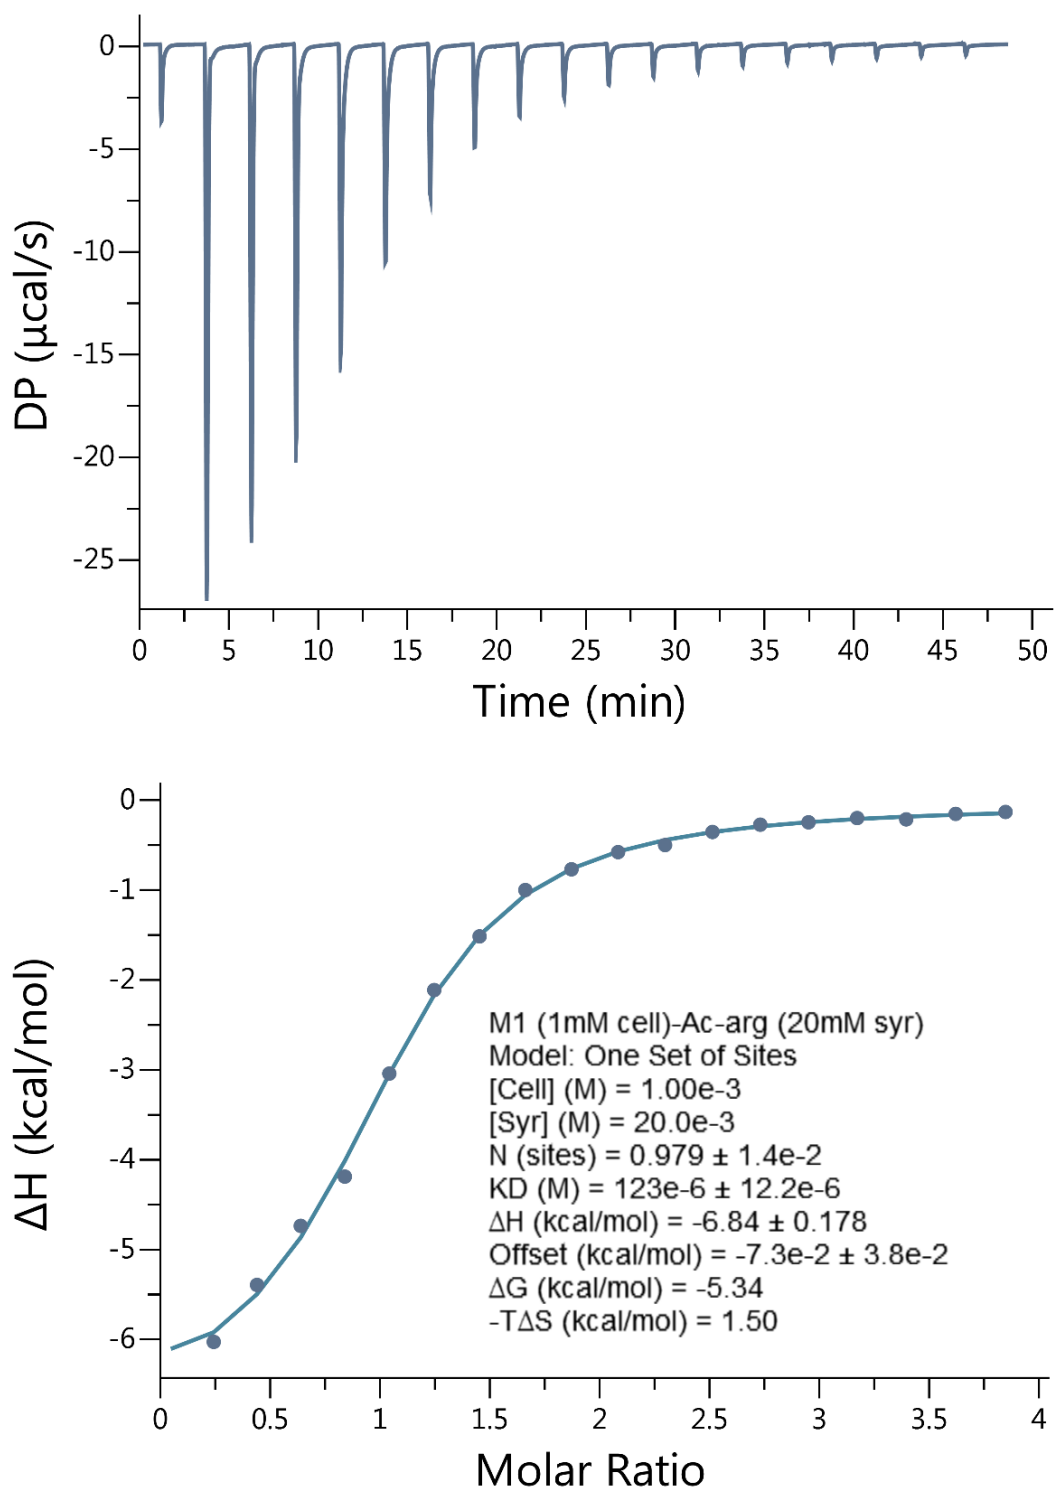 0
-5
-10
-15
-20
-25
DP (µcal/s)
0 5 10 15 20 25 30 35 40 45 50
Time (min)
0
-1
-2
-3
-4
-5
-6
ΔH (kcal/mol)
M1 (1mM cell)-Ac-arg (20mM syr)
Model: One Set of Sites
[Cell] (M) = 1.00e-3
[Syr] (M) = 20.0e-3
N (sites) = 0.979 ± 1.4e-2
KD (M) = 123e-6 ± 12.2e-6
ΔH (kcal/mol) = -6.84 ± 0.178
Offset (kcal/mol) = -7.3e-2 ± 3.8e-2
ΔG (kcal/mol) = -5.34
-TΔS (kcal/mol) = 1.50
0 0.5 1 1.5 2 2.5 3 3.5 4
Molar Ratio